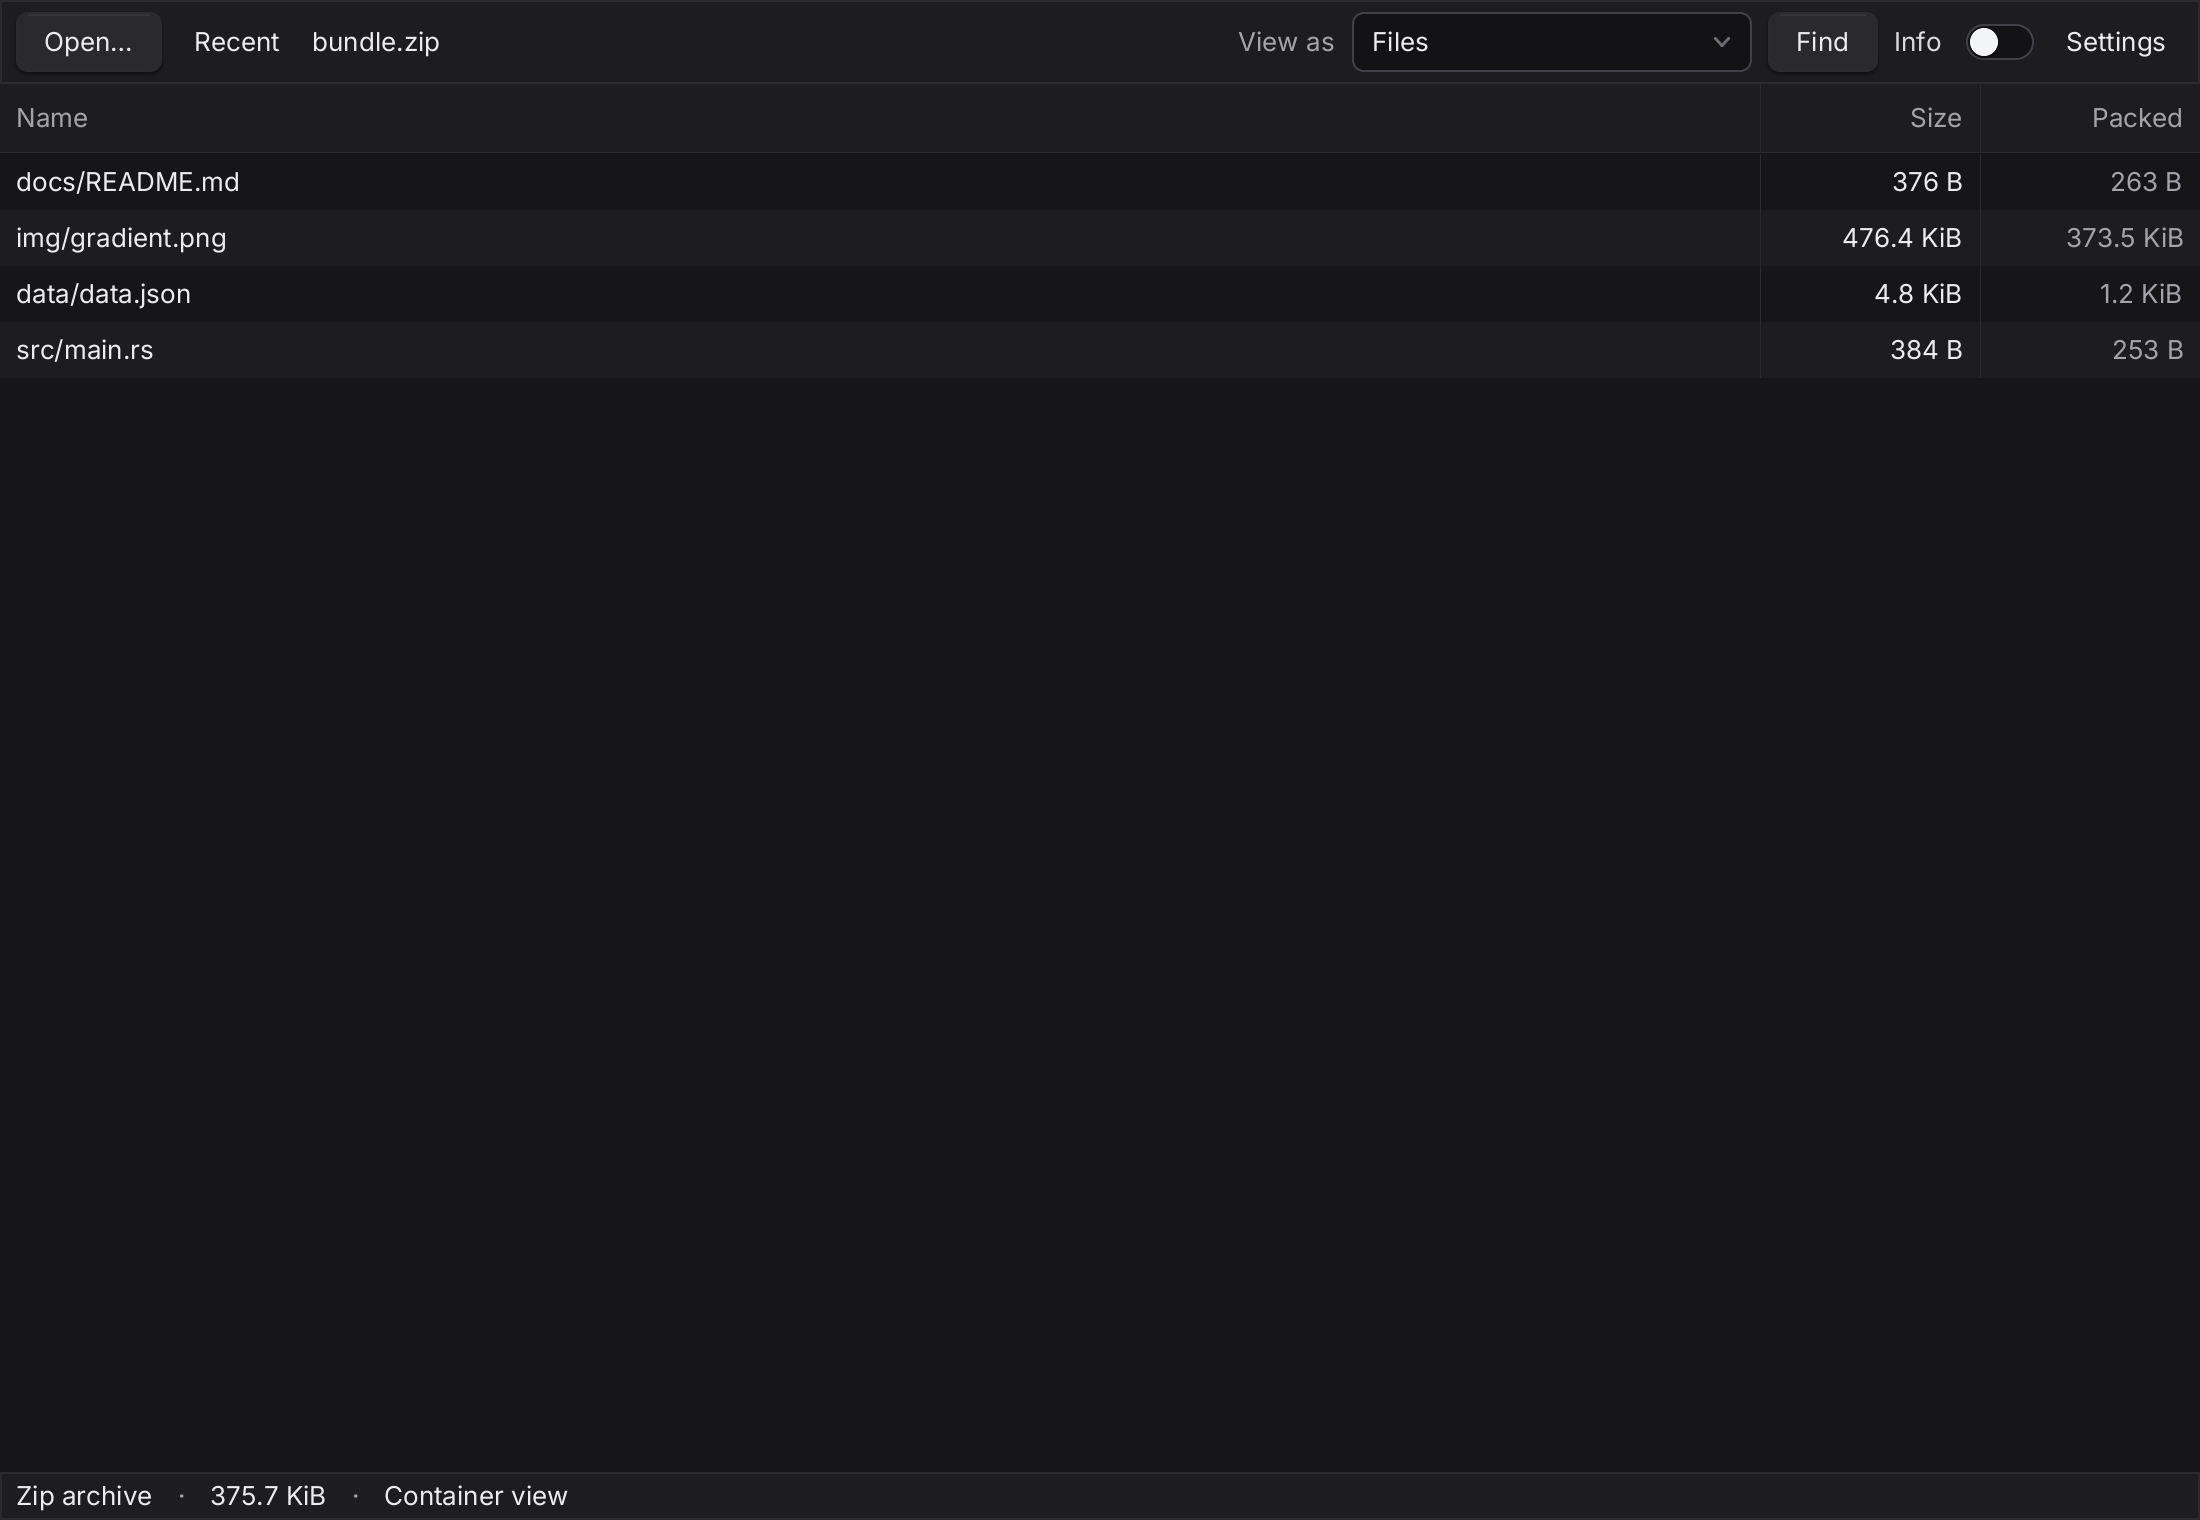 Open... Recent bundle.zip View as Files Find Info Settings
Name Size Packed
docs/README.md 376 B 263 B
img/gradient.png 476.4 KiB 373.5 KiB
data/data.json 4.8 KiB 1.2 KiB
src/main.rs 384 B 253 B
Zip archive · 375.7 KiB · Container view